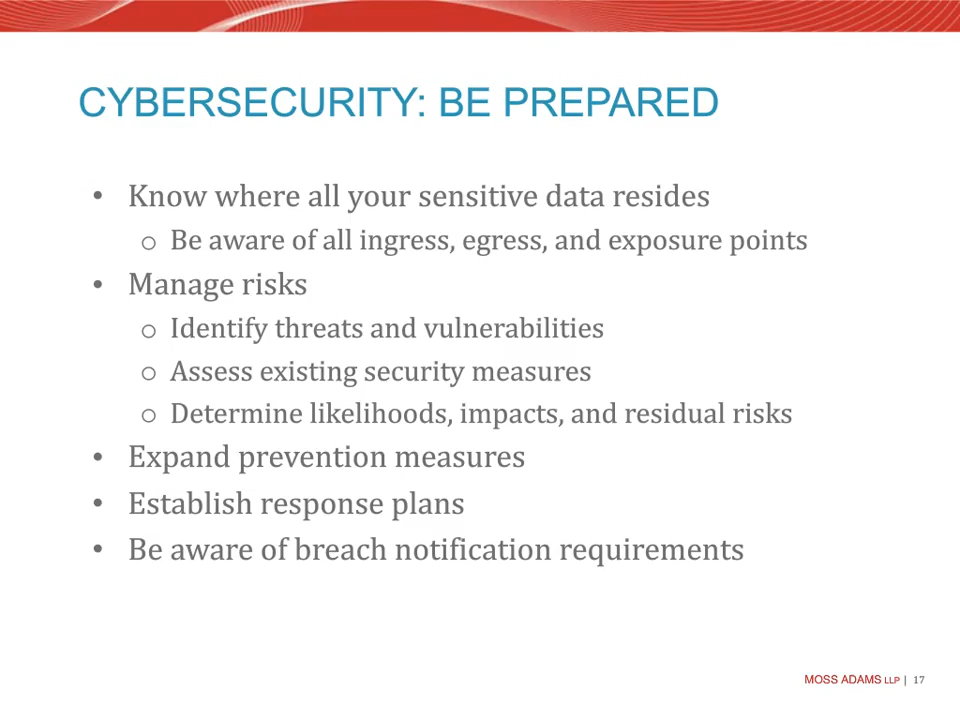 CYBERSECURITY: BE PREPARED
• Know where all your sensitive data resides
o Be aware of all ingress, egress, and exposure points
• Manage risks
o Identify threats and vulnerabilities
o Assess existing security measures
o Determine likelihoods, impacts, and residual risks
• Expand prevention measures
• Establish response plans
• Be aware of breach notification requirements
MOSS ADAMS LLP | 17